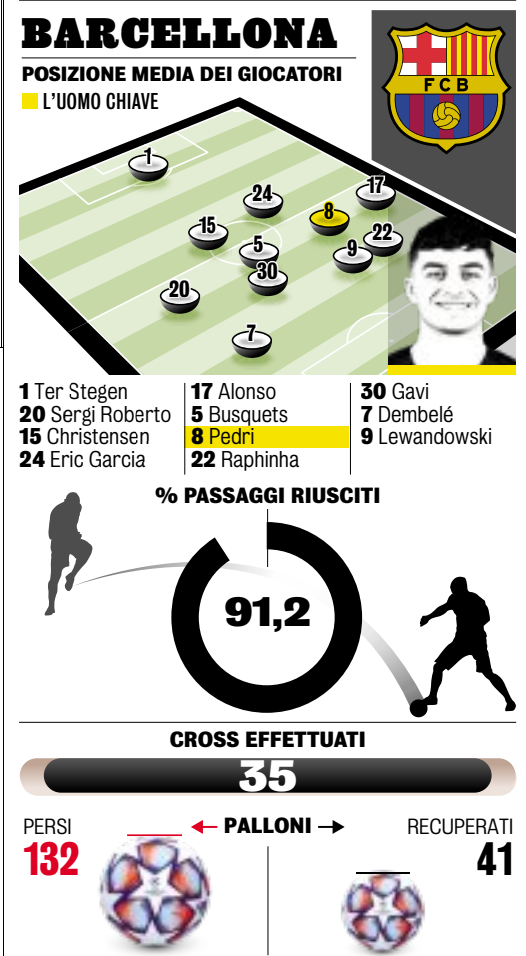 BARCELLONA
FCB
POSIZIONE MEDIA DEI GIOCATORI
L'UOMO CHIAVE
1
24
17
8
15
22
5
9
30
20
7
1 Ter Stegen
20 Sergi Roberto
15 Christensen
24 Eric Garcia
17 Alonso
5 Busquets
8 Pedri
22 Raphinha
30 Gavi
7 Dembelé
9 Lewandowski
% PASSAGGI RIUSCITI
91,2
CROSS EFFETTUATI
35
PERSI
132
← PALLONI →
RECUPERATI
41